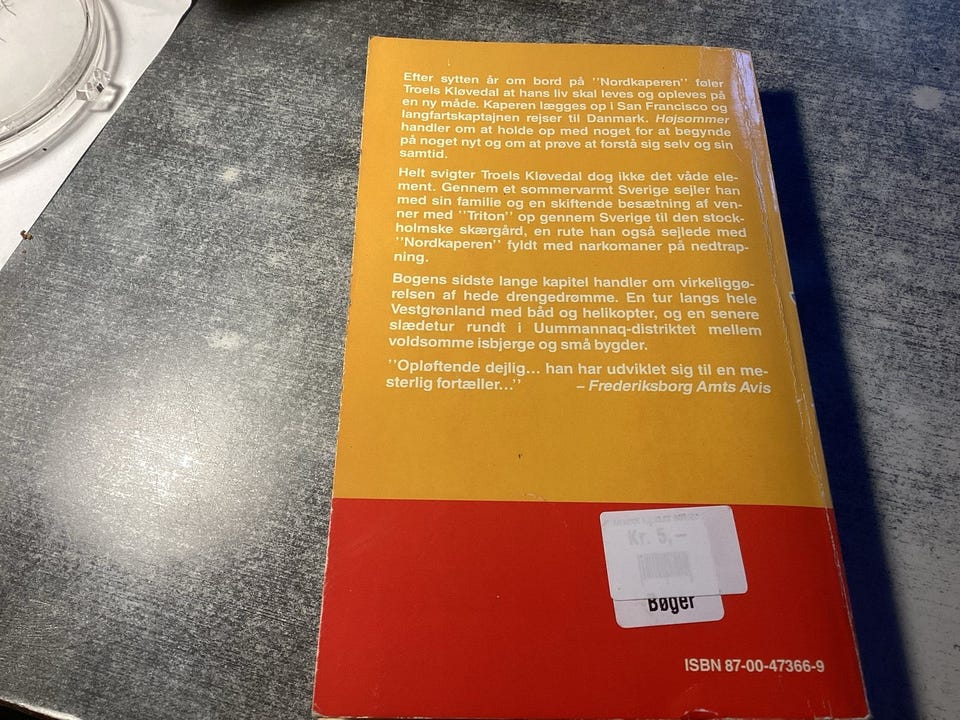 Efter sytten år om bord på ''Nordkaperen'' føler
Troels Kløvedal at hans liv skal leves og opleves på
en ny måde. Kaperen lægges op i San Francisco og
langfartskaptajnen rejser til Danmark. Højsommer
handler om at holde op med noget for at begynde
på noget nyt og om at prøve at forstå sig selv og sin
samtid.
Helt svigter Troels Kløvedal dog ikke det våde ele-
ment. Gennem et sommervarmt Sverige sejler han
med sin familie og en skiftende besætning af ven-
ner med ''Triton'' op gennem Sverige til den stock-
holmske skærgård, en rute han også sejlede med
''Nordkaperen'' fyldt med narkomaner på nedtrap-
ning.
Bogens sidste lange kapitel handler om virkeliggø-
relsen af hede drengedrømme. En tur langs hele
Vestgrønland med båd og helikopter, og en senere
slædetur rundt i Uummannaq-distriktet mellem
voldsomme isbjerge og små bygder.
''Opløftende dejlig... han har udviklet sig til en me-
sterlig fortæller...'' – Frederiksborg Amts Avis
Kr. 5,–
Bøger
ISBN 87-00-47366-9